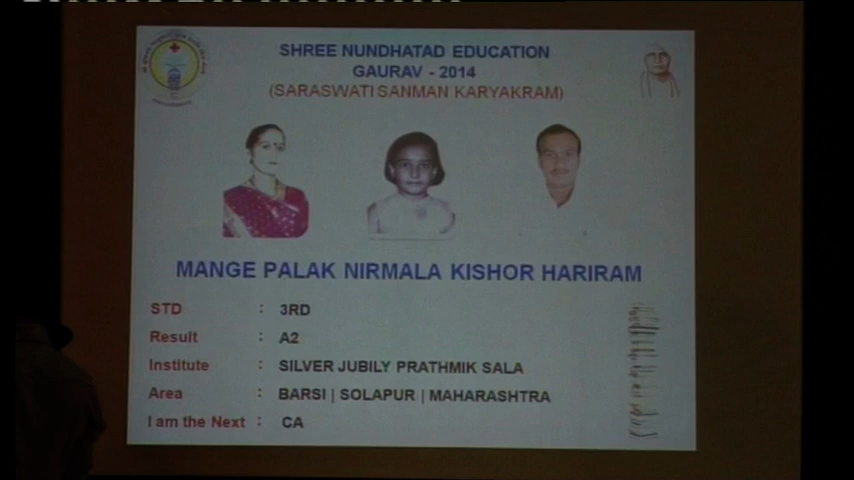 SHREE NUNDHATAD EDUCATION
GAURAV - 2014
(SARASWATI SANMAN KARYAKRAM)
MANGE PALAK NIRMALA KISHOR HARIRAM
STD : 3RD
Result : A2
Institute : SILVER JUBILY PRATHMIK SALA
Area : BARSI | SOLAPUR | MAHARASHTRA
I am the Next : CA